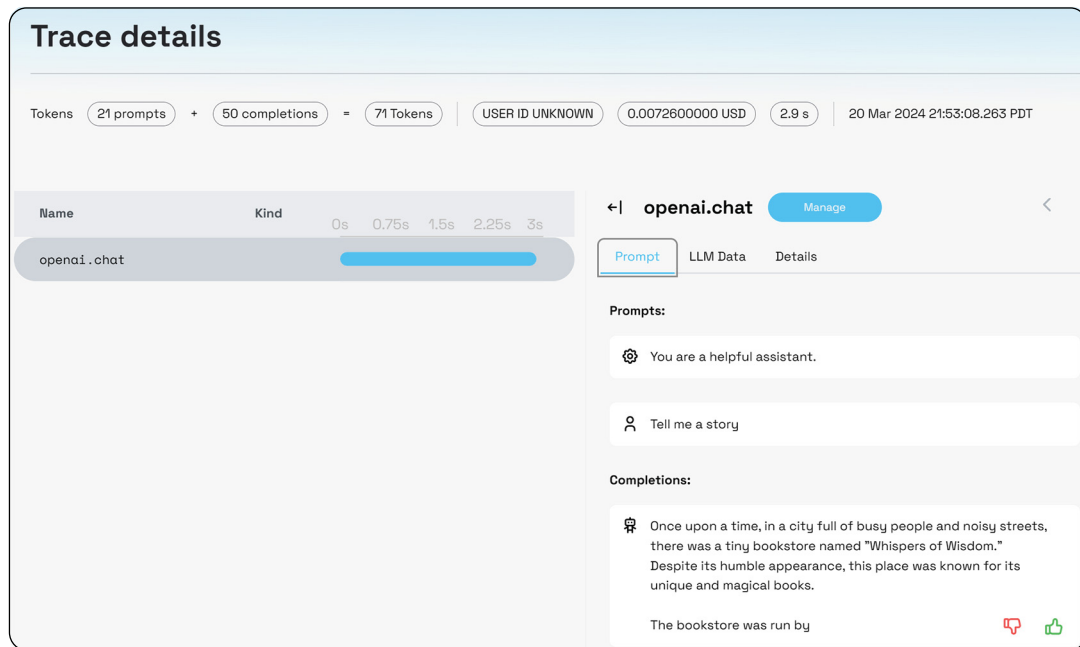 Trace details
Tokens 21 prompts + 50 completions = 71 Tokens USER ID UNKNOWN 0.0072600000 USD 2.9 s 20 Mar 2024 21:53:08.263 PDT
Name Kind 0s 0.75s 1.5s 2.25s 3s
openai.chat
openai.chat Manage
Prompt LLM Data Details
Prompts:
You are a helpful assistant.
Tell me a story
Completions:
Once upon a time, in a city full of busy people and noisy streets,
there was a tiny bookstore named "Whispers of Wisdom."
Despite its humble appearance, this place was known for its
unique and magical books.
The bookstore was run by